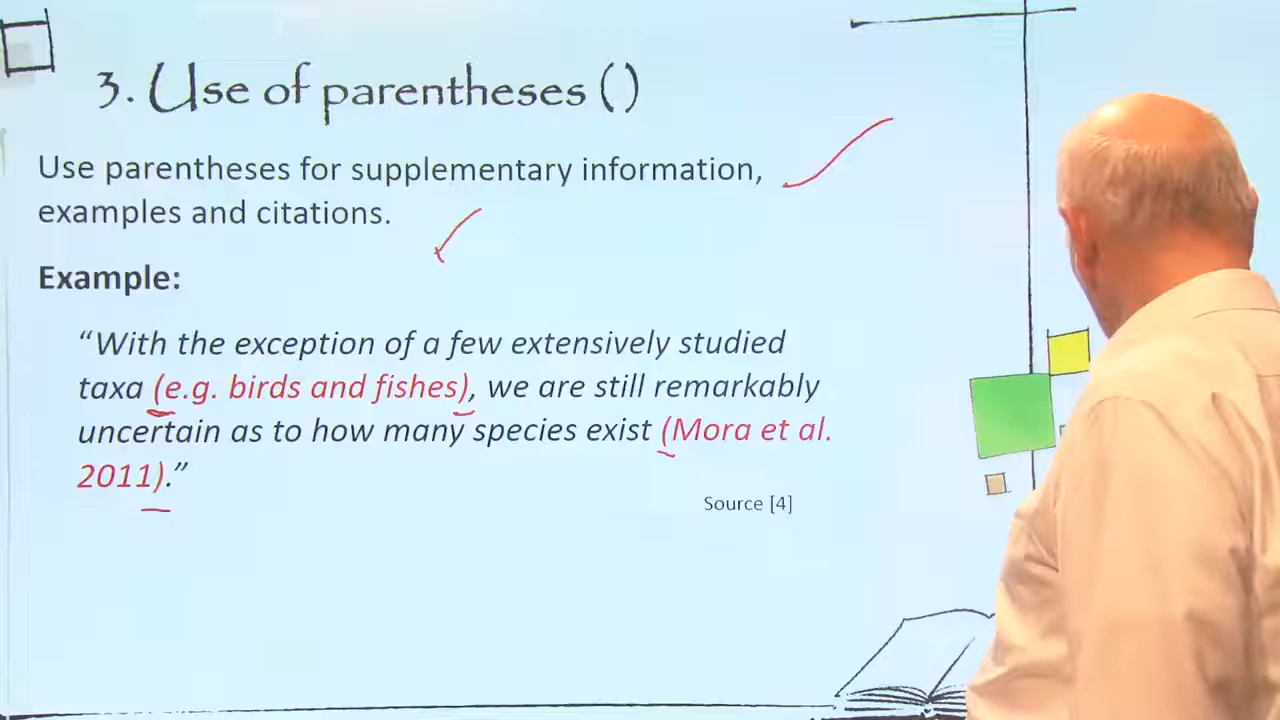 3. Use of parentheses ()
Use parentheses for supplementary information,
examples and citations.
Example:
“With the exception of a few extensively studied
taxa (e.g. birds and fishes), we are still remarkably
uncertain as to how many species exist (Mora et al.
2011).”
Source [4]